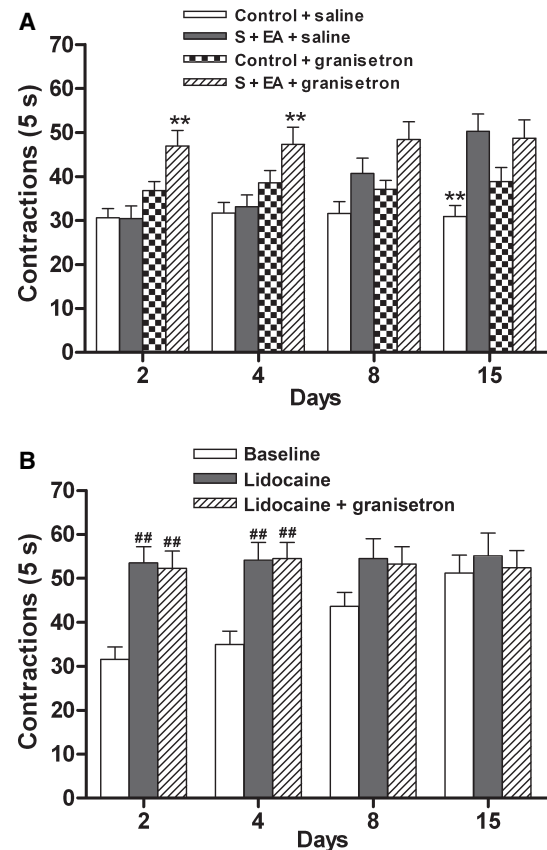 A
Control + saline
S + EA + saline
Control + granisetron
S + EA + granisetron
Contractions (5 s)
70
60
50
40
30
20
10
0
**
**
**
2
4
8
15
Days
B
Baseline
Lidocaine
Lidocaine + granisetron
Contractions (5 s)
70
60
50
40
30
20
10
0
##
##
##
##
2
4
8
15
Days